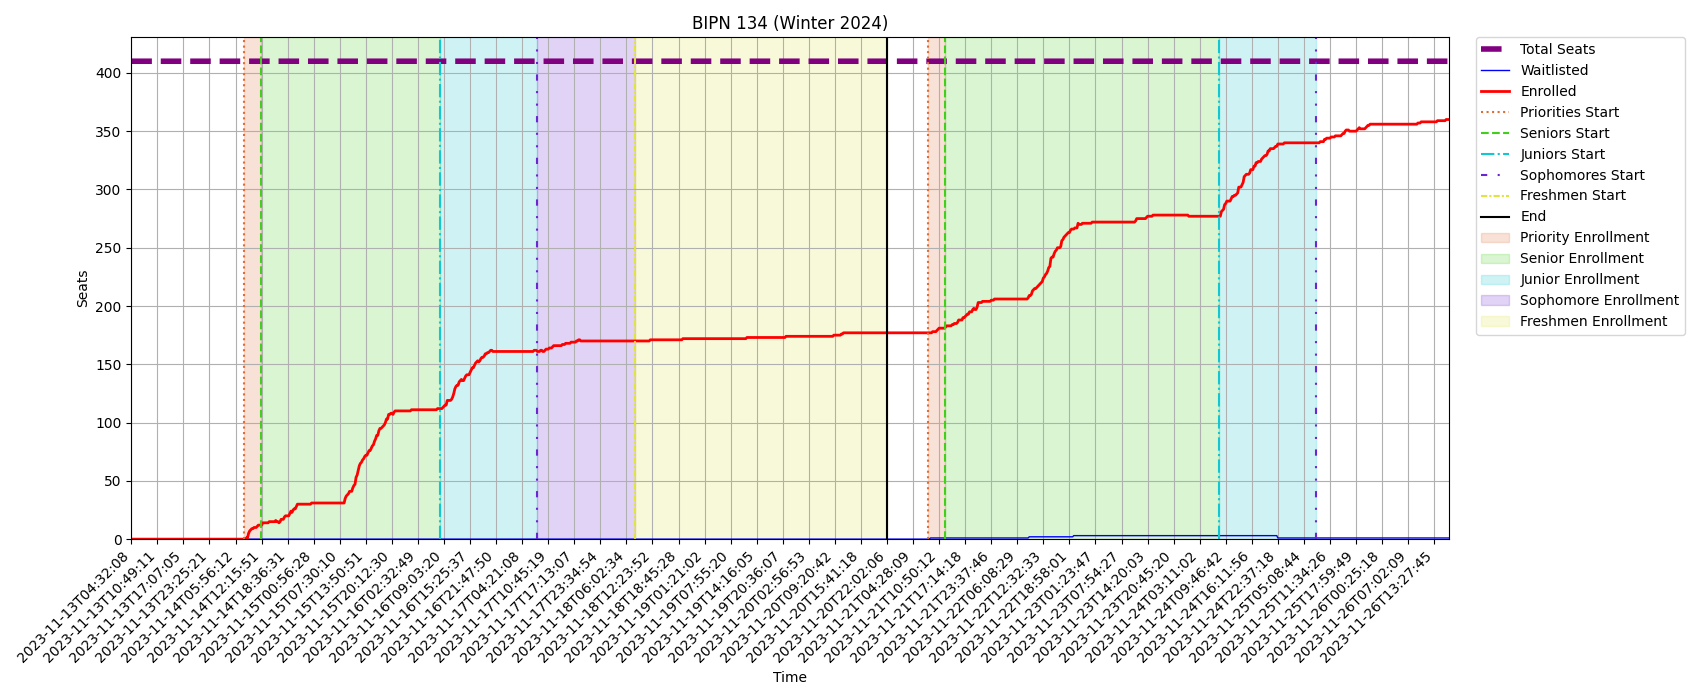 BIPN 134 (Winter 2024)
Total Seats
Waitlisted
Enrolled
Priorities Start
Seniors Start
Juniors Start
Sophomores Start
Freshmen Start
End
Priority Enrollment
Senior Enrollment
Junior Enrollment
Sophomore Enrollment
Freshmen Enrollment
Seats
400
350
300
250
200
150
100
50
0
2023-11-13T04:32:08
2023-11-13T10:49:11
2023-11-13T17:07:05
2023-11-13T23:25:21
2023-11-14T05:56:12
2023-11-14T12:15:51
2023-11-14T18:36:31
2023-11-15T00:56:28
2023-11-15T07:30:10
2023-11-15T13:50:51
2023-11-15T20:12:30
2023-11-16T02:32:49
2023-11-16T09:03:20
2023-11-16T15:25:37
2023-11-16T21:47:50
2023-11-17T04:21:08
2023-11-17T10:45:19
2023-11-17T17:13:07
2023-11-17T23:34:54
2023-11-18T06:02:34
2023-11-18T12:23:52
2023-11-18T18:45:28
2023-11-19T01:21:02
2023-11-19T07:55:20
2023-11-19T14:16:05
2023-11-19T20:36:07
2023-11-20T02:56:53
2023-11-20T09:20:42
2023-11-20T15:41:18
2023-11-20T22:02:06
2023-11-21T04:28:09
2023-11-21T10:50:12
2023-11-21T17:14:18
2023-11-21T23:37:46
2023-11-22T06:08:29
2023-11-22T12:32:33
2023-11-22T18:58:01
2023-11-23T01:23:47
2023-11-23T07:54:27
2023-11-23T14:20:03
2023-11-23T20:45:20
2023-11-24T03:11:02
2023-11-24T09:46:42
2023-11-24T16:11:56
2023-11-24T22:37:18
2023-11-25T05:08:44
2023-11-25T11:34:26
2023-11-25T17:59:49
2023-11-26T00:25:18
2023-11-26T07:02:09
2023-11-26T13:27:45
Time